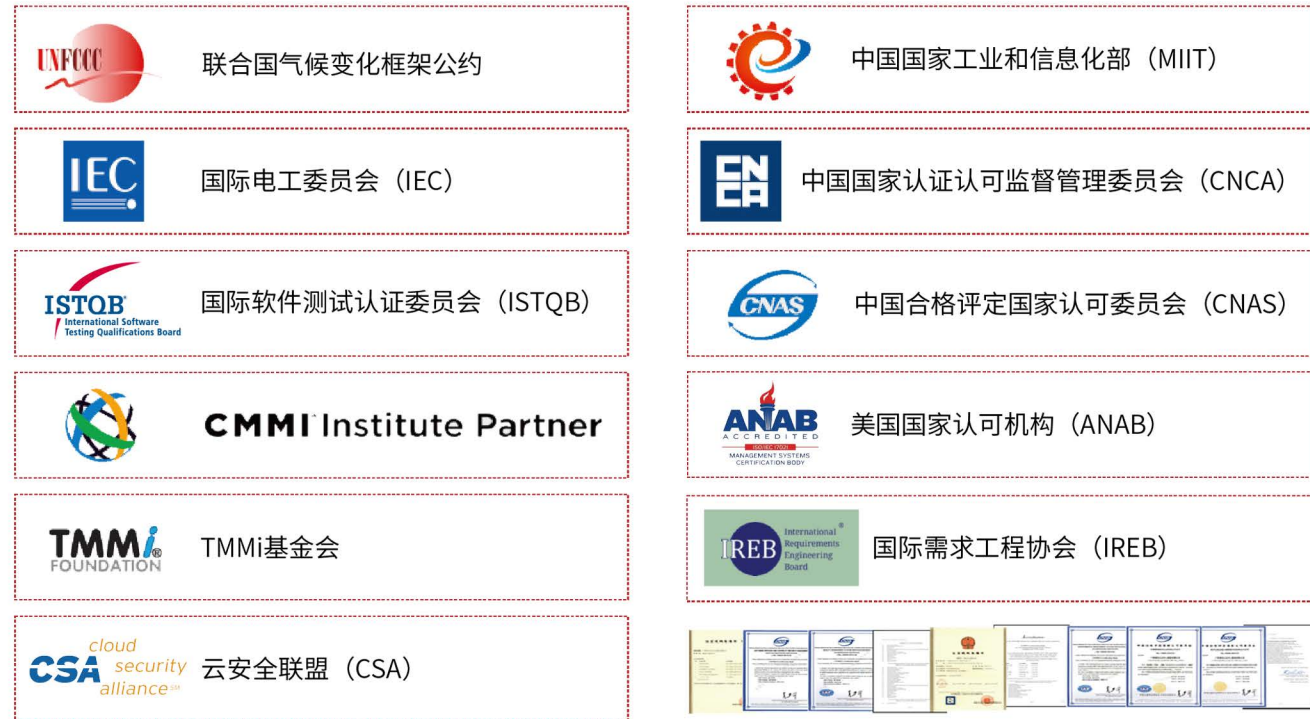 UNFCCC
联合国气候变化框架公约
中国国家工业和信息化部（MIIT）
IEC
国际电工委员会（IEC）
CN
CA
中国国家认证认可监督管理委员会（CNCA）
ISTQB®
International Software
Testing Qualifications Board
国际软件测试认证委员会（ISTQB）
CNAS
中国合格评定国家认可委员会（CNAS）
CMMI Institute Partner
ANAB
ACCREDITED
ISO/IEC 17021
MANAGEMENT SYSTEMS
CERTIFICATION BODY
美国国家认可机构（ANAB）
TMMi®
FOUNDATION
TMMi基金会
IREB
International ®
Requirements
Engineering
Board
国际需求工程协会（IREB）
cloud
CSA security
alliance℠
云安全联盟（CSA）